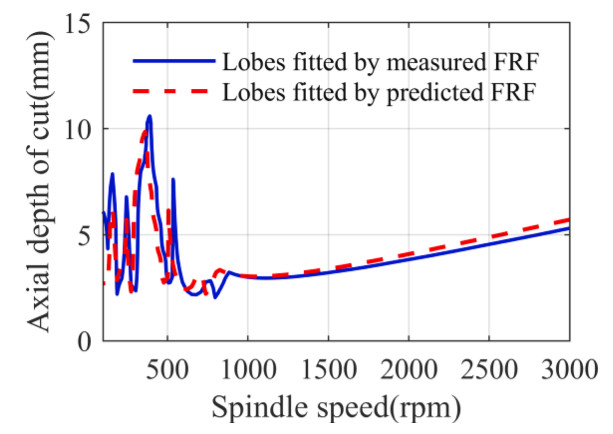 15
Lobes fitted by measured FRF
Lobes fitted by predicted FRF
10
5
0
Axial depth of cut(mm)
500 1000 1500 2000 2500 3000
Spindle speed(rpm)